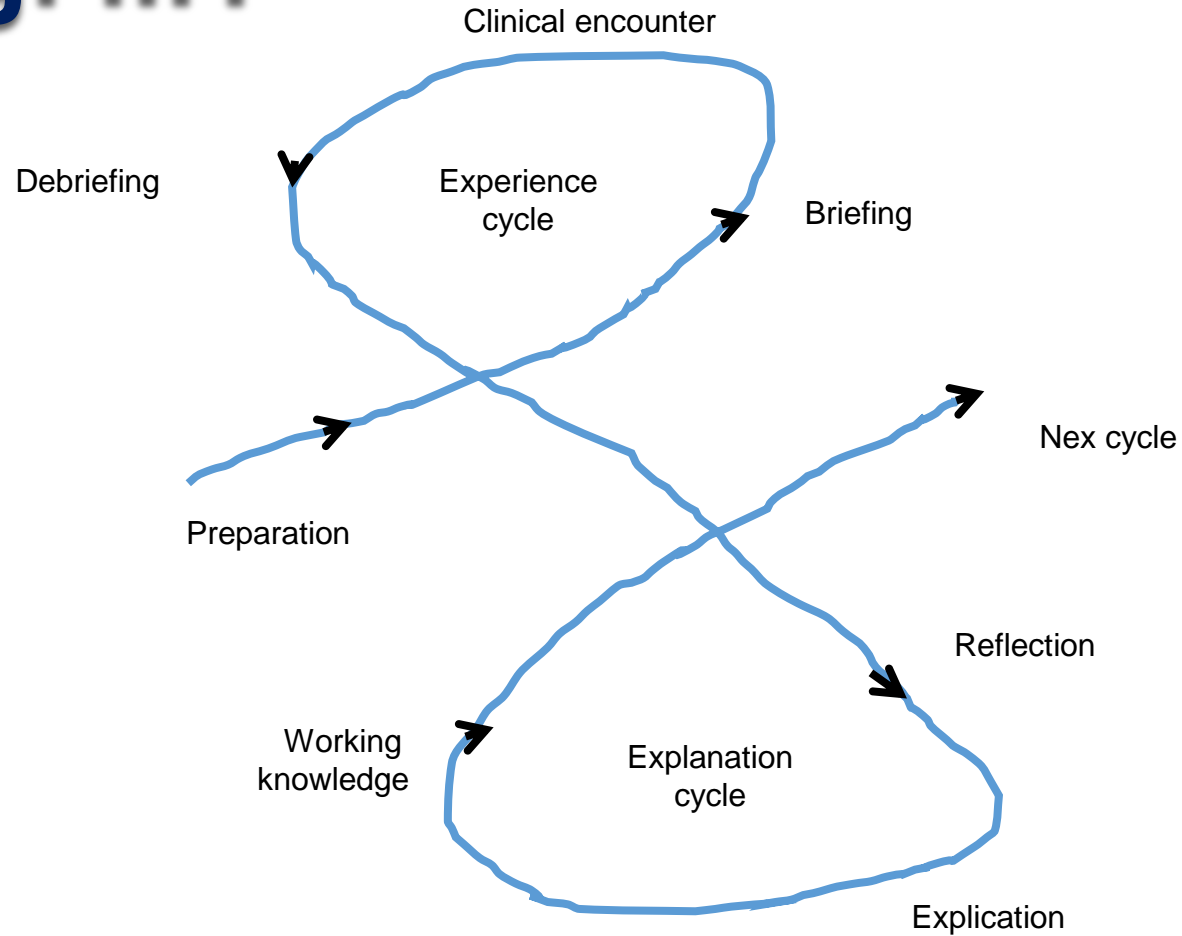 Clinical encounter
Debriefing
Experience
cycle
Briefing
Nex cycle
Preparation
Reflection
Working
knowledge
Explanation
cycle
Explication